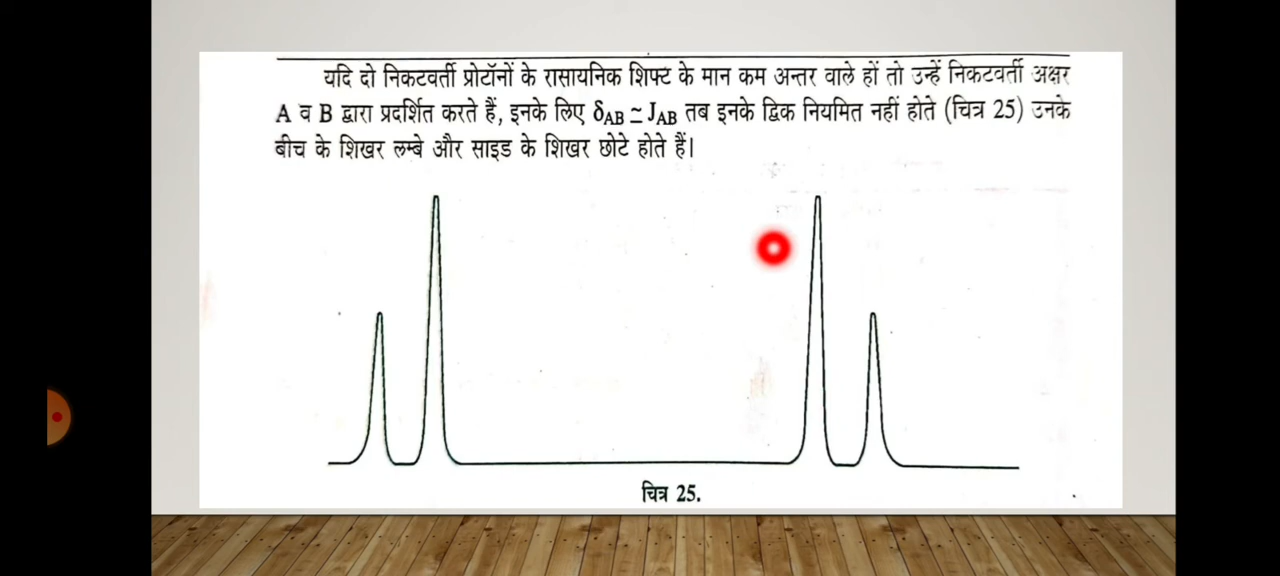 यदि दो निकटवर्ती प्रोटॉनों के रासायनिक शिफ्ट के मान कम अन्तर वाले हों तो उन्हें निकटवर्ती अक्षर
A व B द्वारा प्रदर्शित करते हैं, इनके लिए δAB ≃ JAB तब इनके द्विक नियमित नहीं होते (चित्र 25) उनके
बीच के शिखर लम्बे और साइड के शिखर छोटे होते हैं।
चित्र 25.